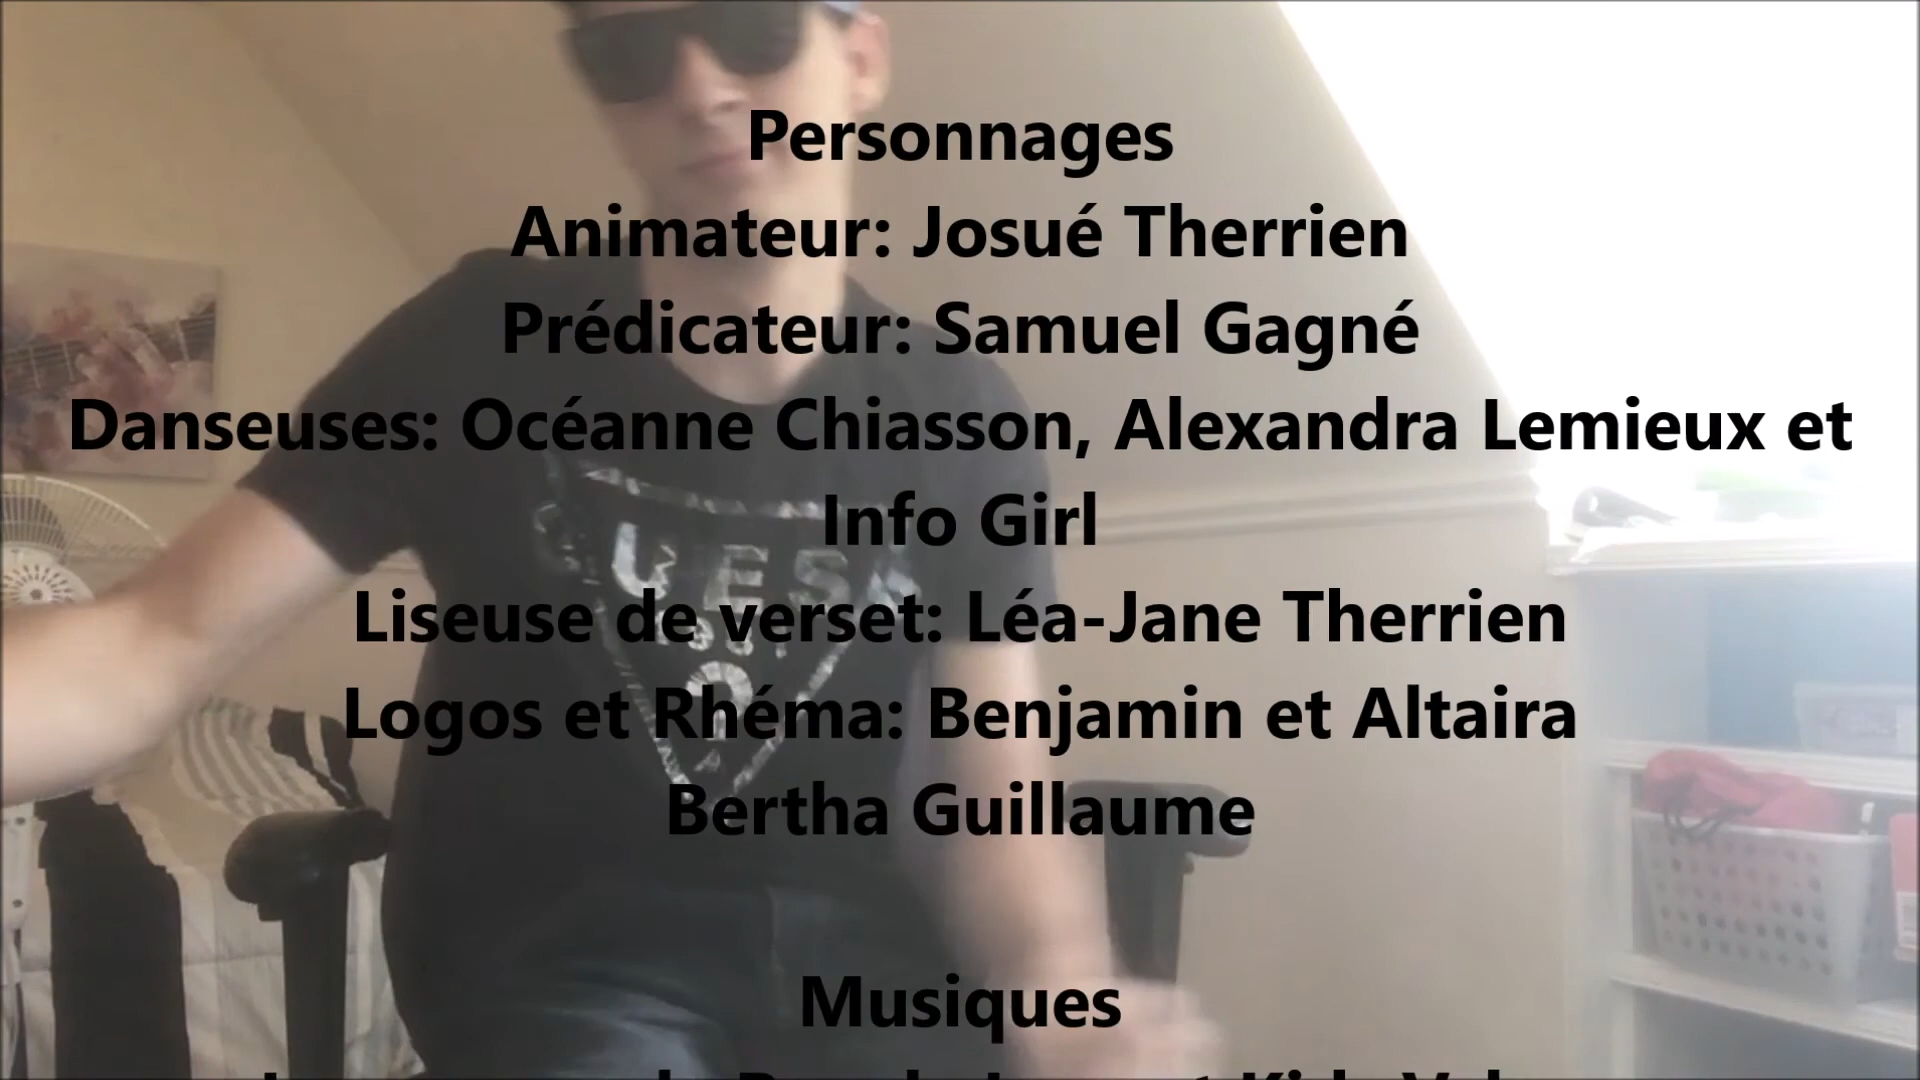 Personnages
Animateur: Josué Therrien
Prédicateur: Samuel Gagné
Danseuses: Océanne Chiasson, Alexandra Lemieux et
Info Girl
Liseuse de verset: Léa-Jane Therrien
Logos et Rhéma: Benjamin et Altaira
Bertha Guillaume
Musiques